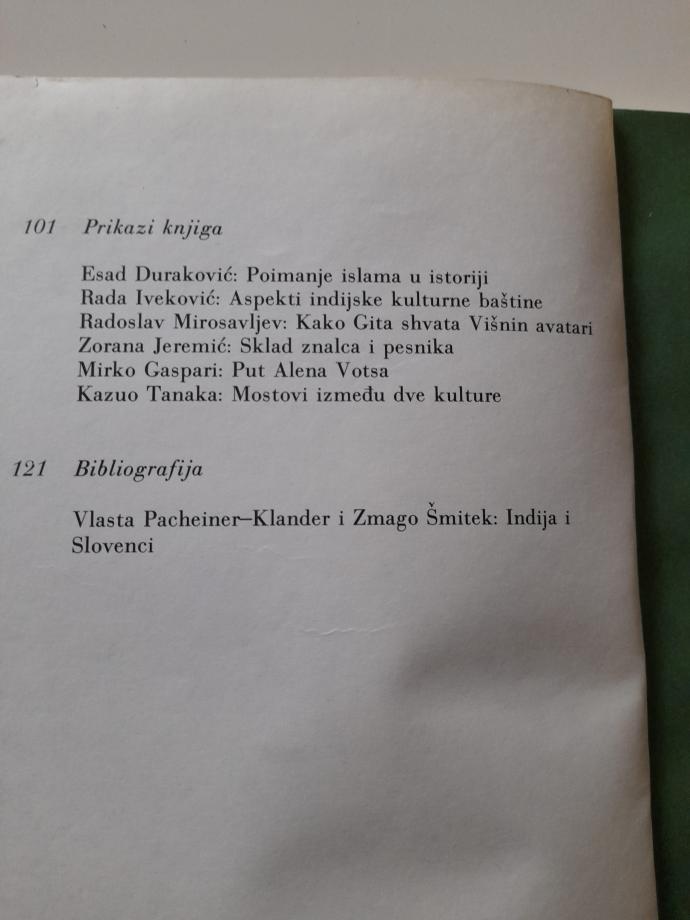 101 Prikazi knjiga
Esad Duraković: Poimanje islama u istoriji
Rada Iveković: Aspekti indijske kulturne baštine
Radoslav Mirosavljev: Kako Gita shvata Višnin avatari
Zorana Jeremić: Sklad znalca i pesnika
Mirko Gaspari: Put Alena Votsa
Kazuo Tanaka: Mostovi između dve kulture
121 Bibliografija
Vlasta Pacheiner–Klander i Zmago Šmitek: Indija i
Slovenci